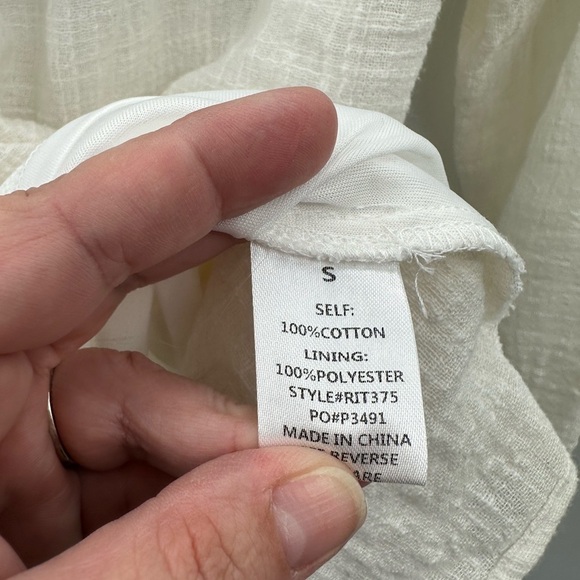 S
SELF:
100%COTTON
LINING:
100%POLYESTER
STYLE#RIT375
PO#P3491
MADE IN CHINA
REVERSE